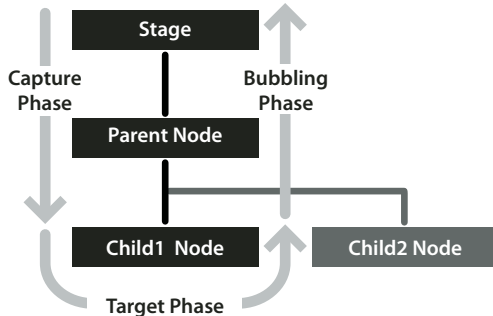 Stage
Capture
Phase
Bubbling
Phase
Parent Node
Child1 Node
Child2 Node
Target Phase